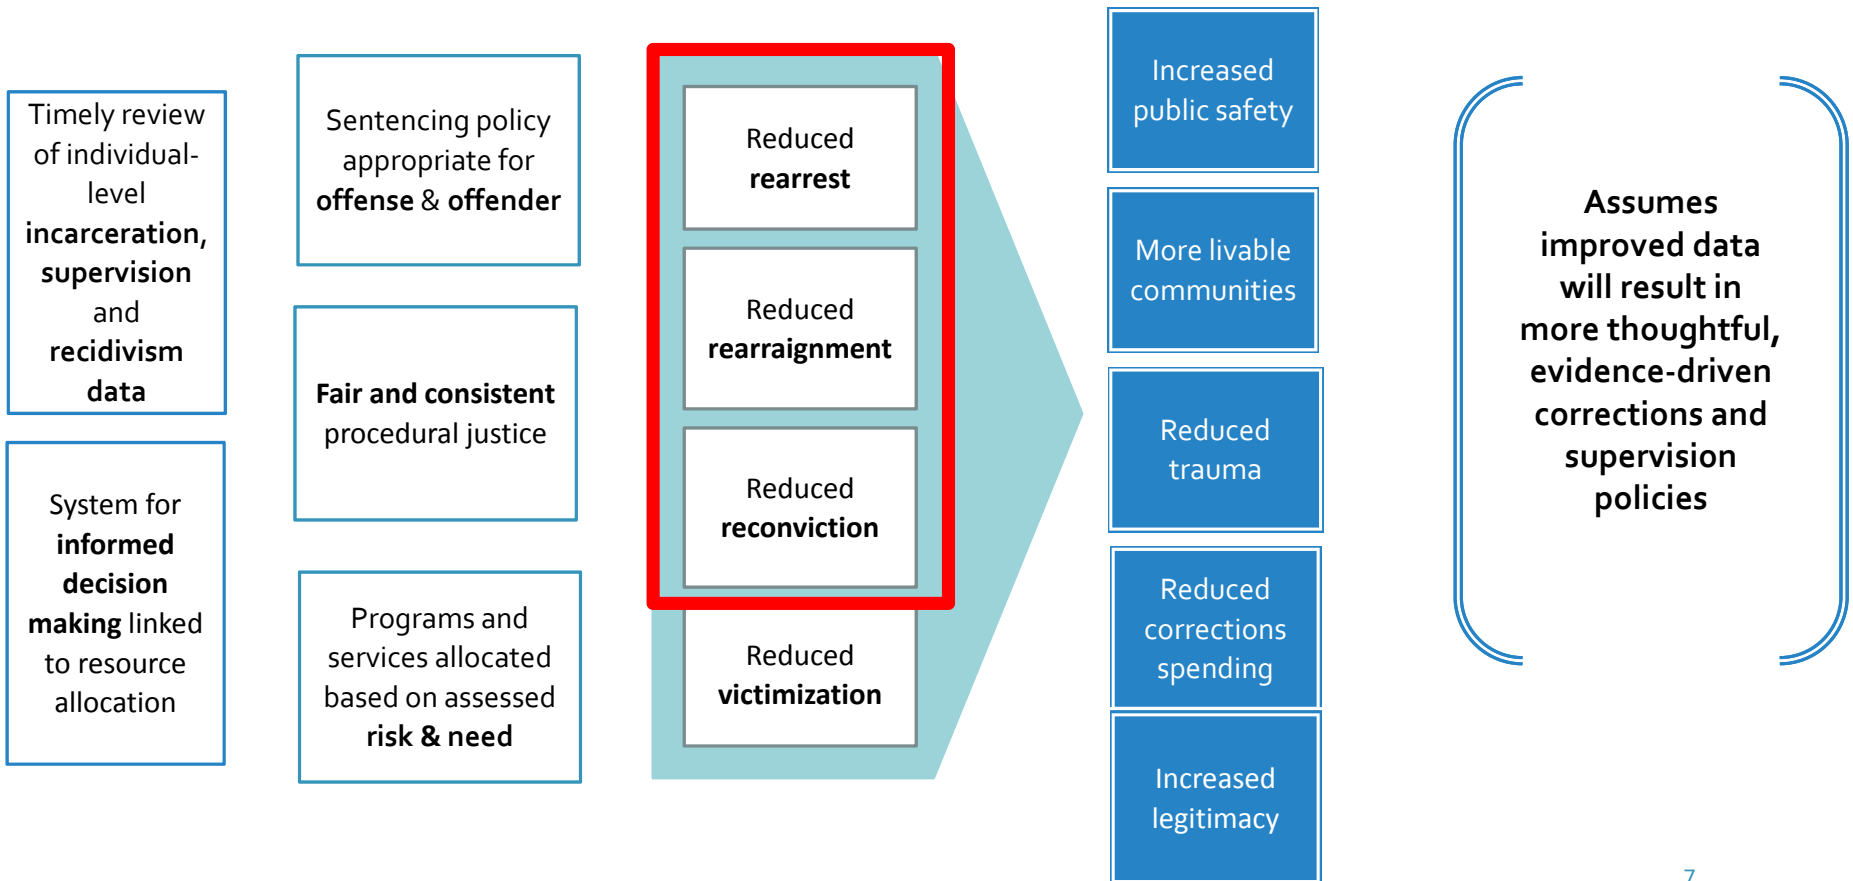 Timely review
of individual-
level
incarceration,
supervision
and
recidivism
data
System for
informed
decision
making linked
to resource
allocation
Sentencing policy
appropriate for
offense & offender
Fair and consistent
procedural justice
Programs and
services allocated
based on assessed
risk & need
Reduced
rearrest
Reduced
rearraignment
Reduced
reconviction
Reduced
victimization
Increased
public safety
More livable
communities
Reduced
trauma
Reduced
corrections
spending
Increased
legitimacy
Assumes
improved data
will result in
more thoughtful,
evidence-driven
corrections and
supervision
policies
7